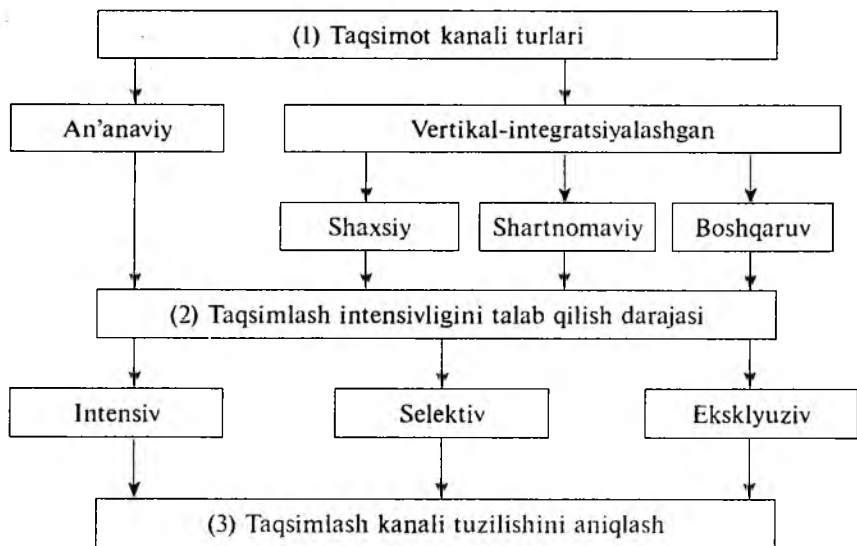 (1) Taqsimot kanali turlari
An'anaviy
Vertikal-integratsiyalashgan
Shaxsiy
Shartnomaviy
Boshqaruv
(2) Taqsimlash intensivligini talab qilish darajasi
Intensiv
Selektiv
Eksklyuziv
(3) Taqsimlash kanali tuzilishini aniqlash